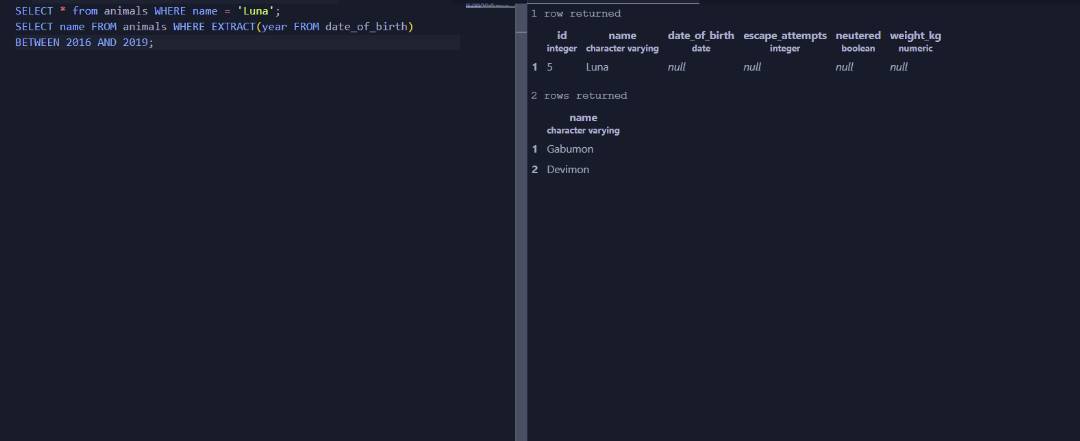 SELECT * from animals WHERE name = 'Luna';
SELECT name FROM animals WHERE EXTRACT(year FROM date_of_birth)
BETWEEN 2016 AND 2019;
1 row returned
id name date_of_birth escape_attempts neutered weight_kg
integer character varying date integer boolean numeric
1 5 Luna null null null null
2 rows returned
name
character varying
1 Gabumon
2 Devimon